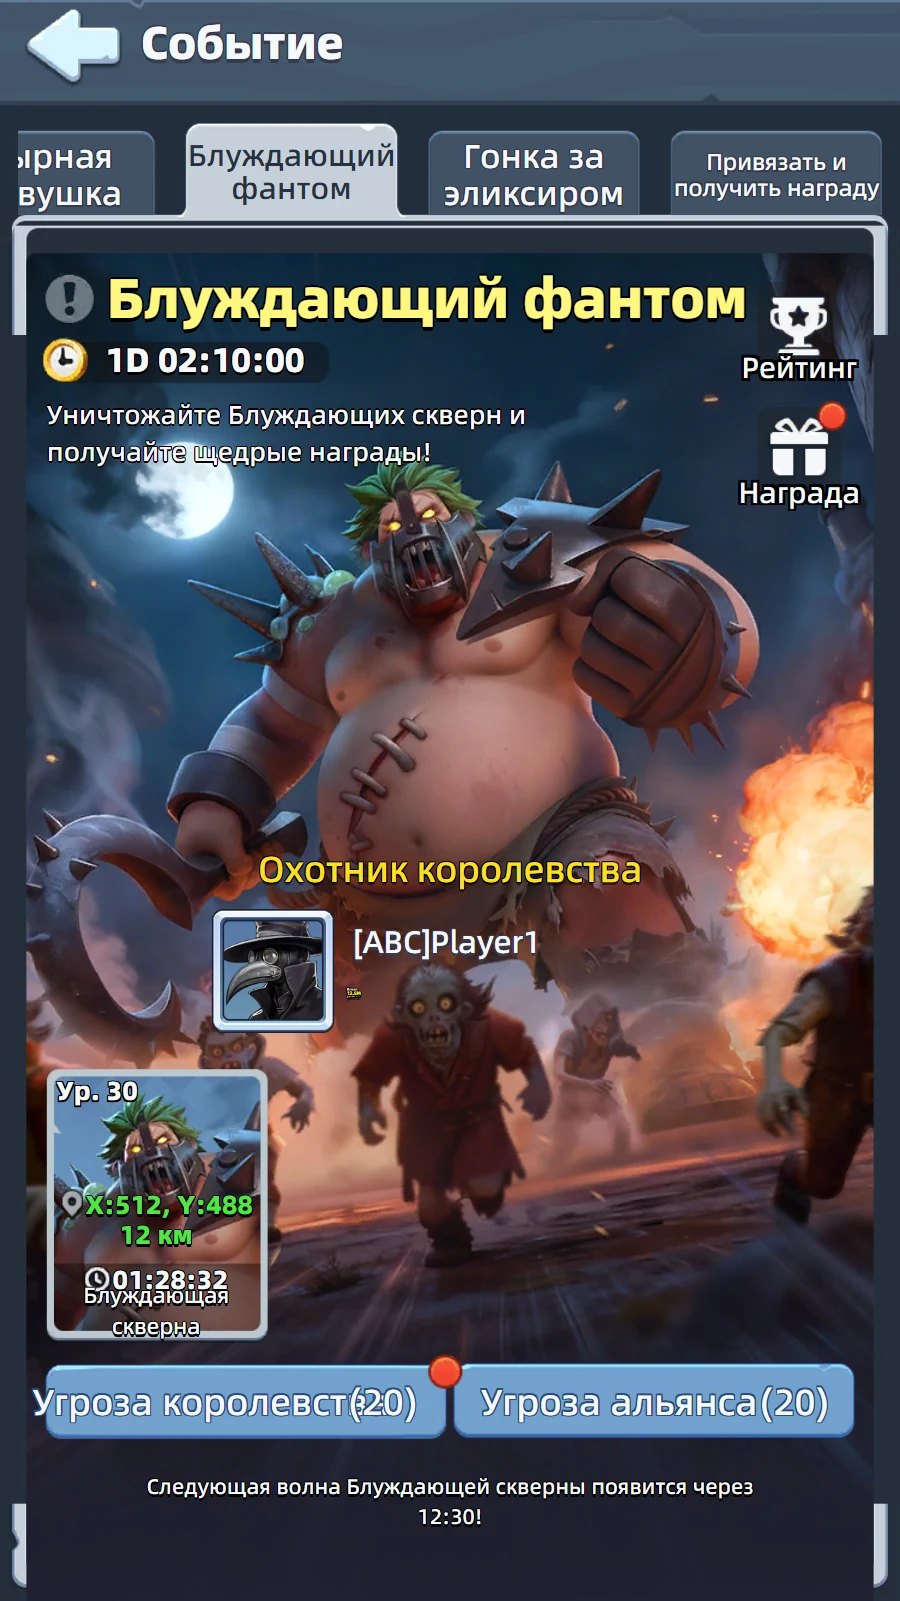 Событие
ырная
вушка
Блуждающий
фантом
Гонка за
эликсиром
Привязать и
получить награду
Блуждающий фантом
1D 02:10:00
Рейтинг
Уничтожайте Блуждающих скверн и
получайте щедрые награды!
Награда
Охотник королевства
[ABC]Player1
Ур. 30
X:512, Y:488
12 км
01:28:32
Блуждающая
скверна
Угроза королевст(20)
Угроза альянса(20)
Следующая волна Блуждающей скверны появится через
12:30!